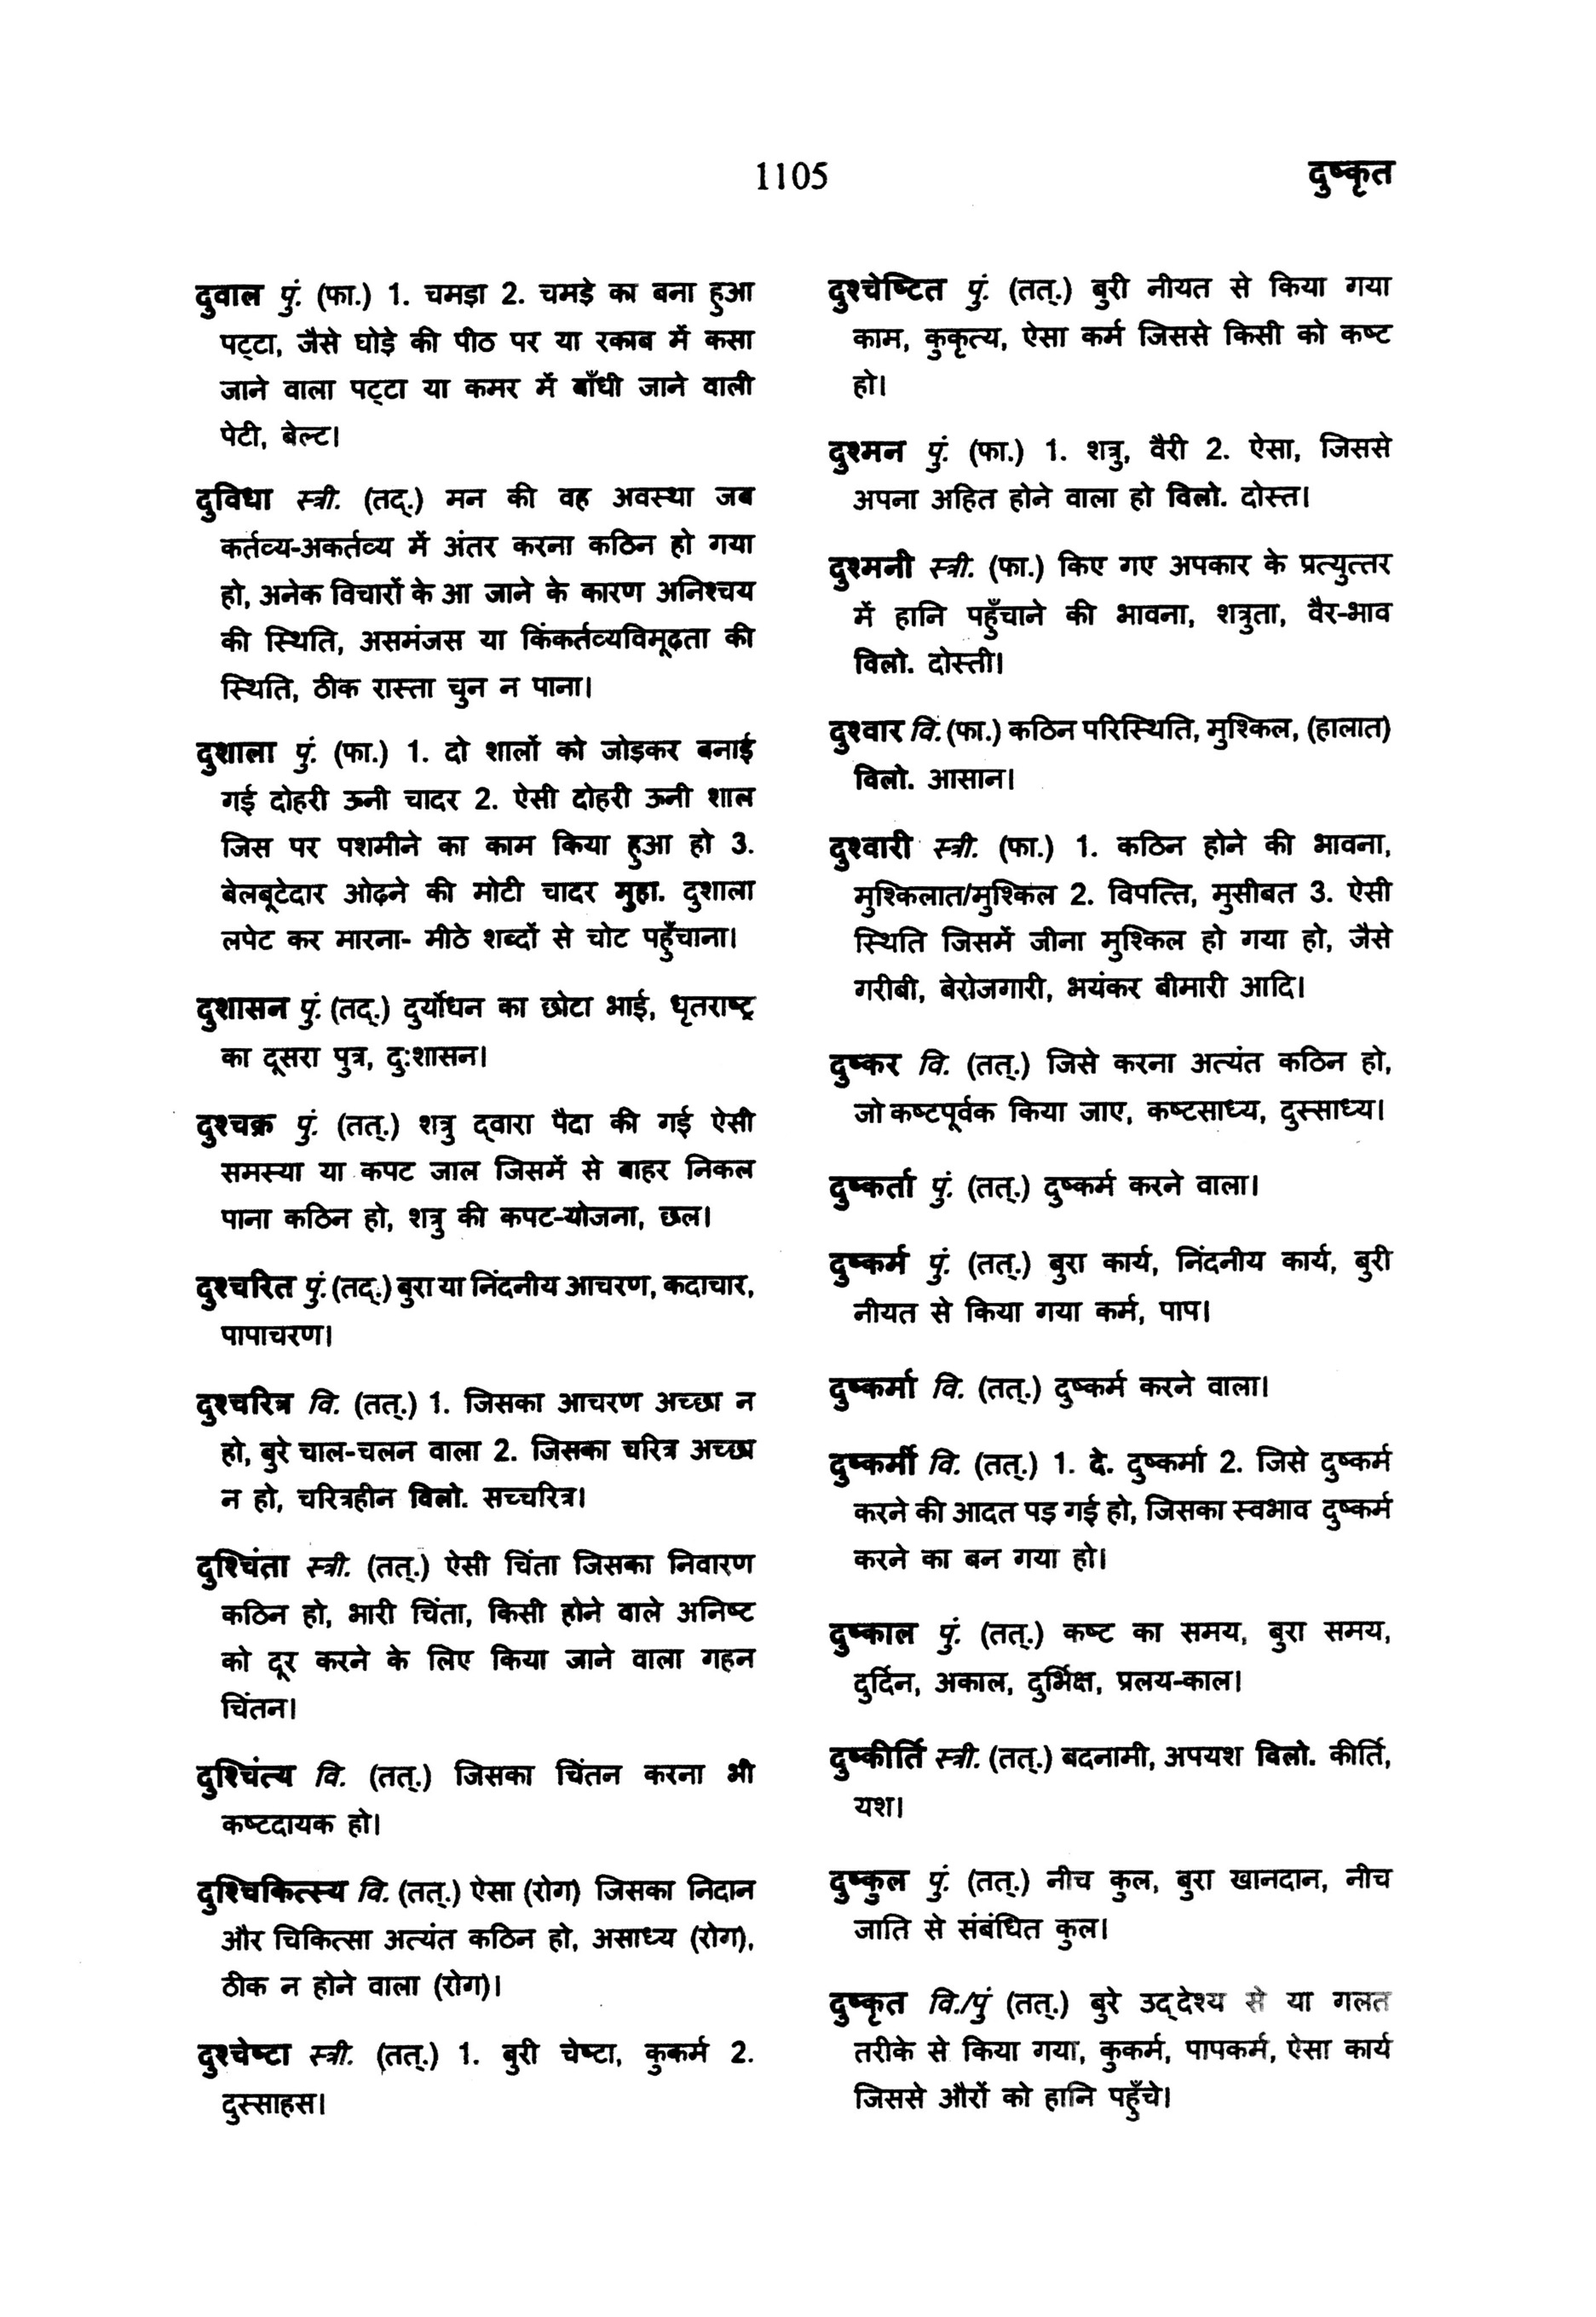 1105
दुष्कृत
दुवाल पुं. (फा.) 1. चमड़ा 2. चमड़े का बना हुआ
पट्टा, जैसे घोड़े की पीठ पर या रकाब में कसा
जाने वाला पट्टा या कमर में बाँधी जाने वाली
पेटी, बेल्ट।
दुविधा स्त्री. (तद्.) मन की वह अवस्था जब
कर्तव्य-अकर्तव्य में अंतर करना कठिन हो गया
हो, अनेक विचारों के आ जाने के कारण अनिश्चय
की स्थिति, असमंजस या किंकर्तव्यविमूढ़ता की
स्थिति, ठीक रास्ता चुन न पाना।
दुशाला पुं. (फा.) 1. दो शालों को जोड़कर बनाई
गई दोहरी ऊनी चादर 2. ऐसी दोहरी ऊनी शाल
जिस पर पशमीने का काम किया हुआ हो 3.
बेलबूटेदार ओढ़ने की मोटी चादर मुहा. दुशाला
लपेट कर मारना- मीठे शब्दों से चोट पहुँचाना।
दुशासन पुं. (तद्.) दुर्योधन का छोटा भाई, धृतराष्ट्र
का दूसरा पुत्र, दुःशासन।
दुश्चक्र पुं. (तत्.) शत्रु द्वारा पैदा की गई ऐसी
समस्या या कपट जाल जिसमें से बाहर निकल
पाना कठिन हो, शत्रु की कपट-योजना, छल।
दुश्चरित पुं. (तद्.) बुरा या निंदनीय आचरण, कदाचार,
पापाचरण।
दुश्चरित्र वि. (तत्.) 1. जिसका आचरण अच्छा न
हो, बुरे चाल-चलन वाला 2. जिसका चरित्र अच्छा
न हो, चरित्रहीन विलो. सच्चरित्र।
दुश्चिंता स्त्री. (तत्.) ऐसी चिंता जिसका निवारण
कठिन हो, भारी चिंता, किसी होने वाले अनिष्ट
को दूर करने के लिए किया जाने वाला गहन
चिंतन।
दुश्चिंत्य वि. (तत्.) जिसका चिंतन करना भी
कष्टदायक हो।
दुश्चिकित्स्य वि. (तत्.) ऐसा (रोग) जिसका निदान
और चिकित्सा अत्यंत कठिन हो, असाध्य (रोग),
ठीक न होने वाला (रोग)।
दुश्चेष्टा स्त्री. (तत्.) 1. बुरी चेष्टा, कुकर्म 2.
दुस्साहस।
दुश्चेष्टित पुं. (तत्.) बुरी नीयत से किया गया
काम, कुकृत्य, ऐसा कर्म जिससे किसी को कष्ट
हो।
दुश्मन पुं. (फा.) 1. शत्रु, वैरी 2. ऐसा, जिससे
अपना अहित होने वाला हो विलो. दोस्त।
दुश्मनी स्त्री. (फा.) किए गए अपकार के प्रत्युत्तर
में हानि पहुँचाने की भावना, शत्रुता, वैर-भाव
विलो. दोस्ती।
दुश्वार वि. (फा.) कठिन परिस्थिति, मुश्किल, (हालात)
विलो. आसान।
दुश्वारी स्त्री. (फा.) 1. कठिन होने की भावना,
मुश्किलात/मुश्किल 2. विपत्ति, मुसीबत 3. ऐसी
स्थिति जिसमें जीना मुश्किल हो गया हो, जैसे
गरीबी, बेरोजगारी, भयंकर बीमारी आदि।
दुष्कर वि. (तत्.) जिसे करना अत्यंत कठिन हो,
जो कष्टपूर्वक किया जाए, कष्टसाध्य, दुस्साध्य।
दुष्कर्ता पुं. (तत्.) दुष्कर्म करने वाला।
दुष्कर्म पुं. (तत्.) बुरा कार्य, निंदनीय कार्य, बुरी
नीयत से किया गया कर्म, पाप।
दुष्कर्मा वि. (तत्.) दुष्कर्म करने वाला।
दुष्कर्मी वि. (तत्.) 1. दे. दुष्कर्मा 2. जिसे दुष्कर्म
करने की आदत पड़ गई हो, जिसका स्वभाव दुष्कर्म
करने का बन गया हो।
दुष्काल पुं. (तत्.) कष्ट का समय, बुरा समय,
दुर्दिन, अकाल, दुर्भिक्ष, प्रलय-काल।
दुष्कीर्ति स्त्री. (तत्.) बदनामी, अपयश विलो. कीर्ति,
यश।
दुष्कुल पुं. (तत्.) नीच कुल, बुरा खानदान, नीच
जाति से संबंधित कुल।
दुष्कृत वि./पुं (तत्.) बुरे उद्देश्य से या गलत
तरीके से किया गया, कुकर्म, पापकर्म, ऐसा कार्य
जिससे औरों को हानि पहुँचे।